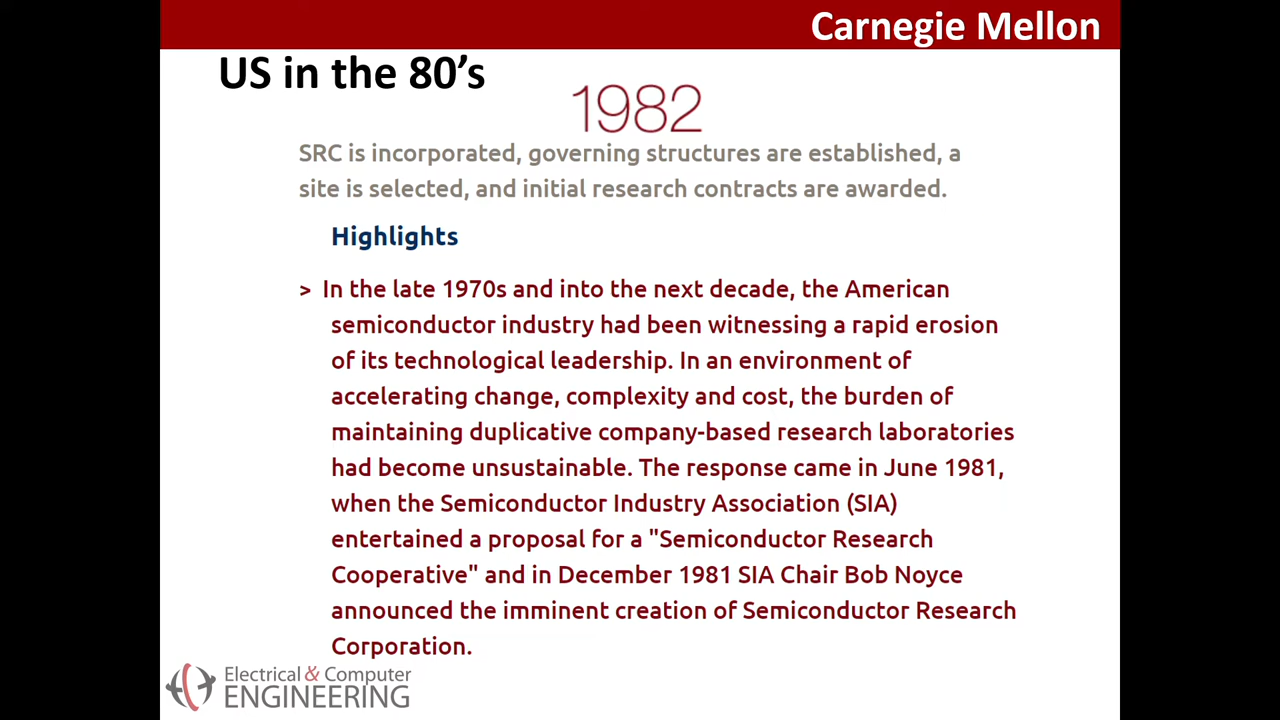 Carnegie Mellon
US in the 80’s
1982
SRC is incorporated, governing structures are established, a
site is selected, and initial research contracts are awarded.
Highlights
> In the late 1970s and into the next decade, the American
semiconductor industry had been witnessing a rapid erosion
of its technological leadership. In an environment of
accelerating change, complexity and cost, the burden of
maintaining duplicative company-based research laboratories
had become unsustainable. The response came in June 1981,
when the Semiconductor Industry Association (SIA)
entertained a proposal for a "Semiconductor Research
Cooperative" and in December 1981 SIA Chair Bob Noyce
announced the imminent creation of Semiconductor Research
Corporation.
Electrical & Computer
ENGINEERING